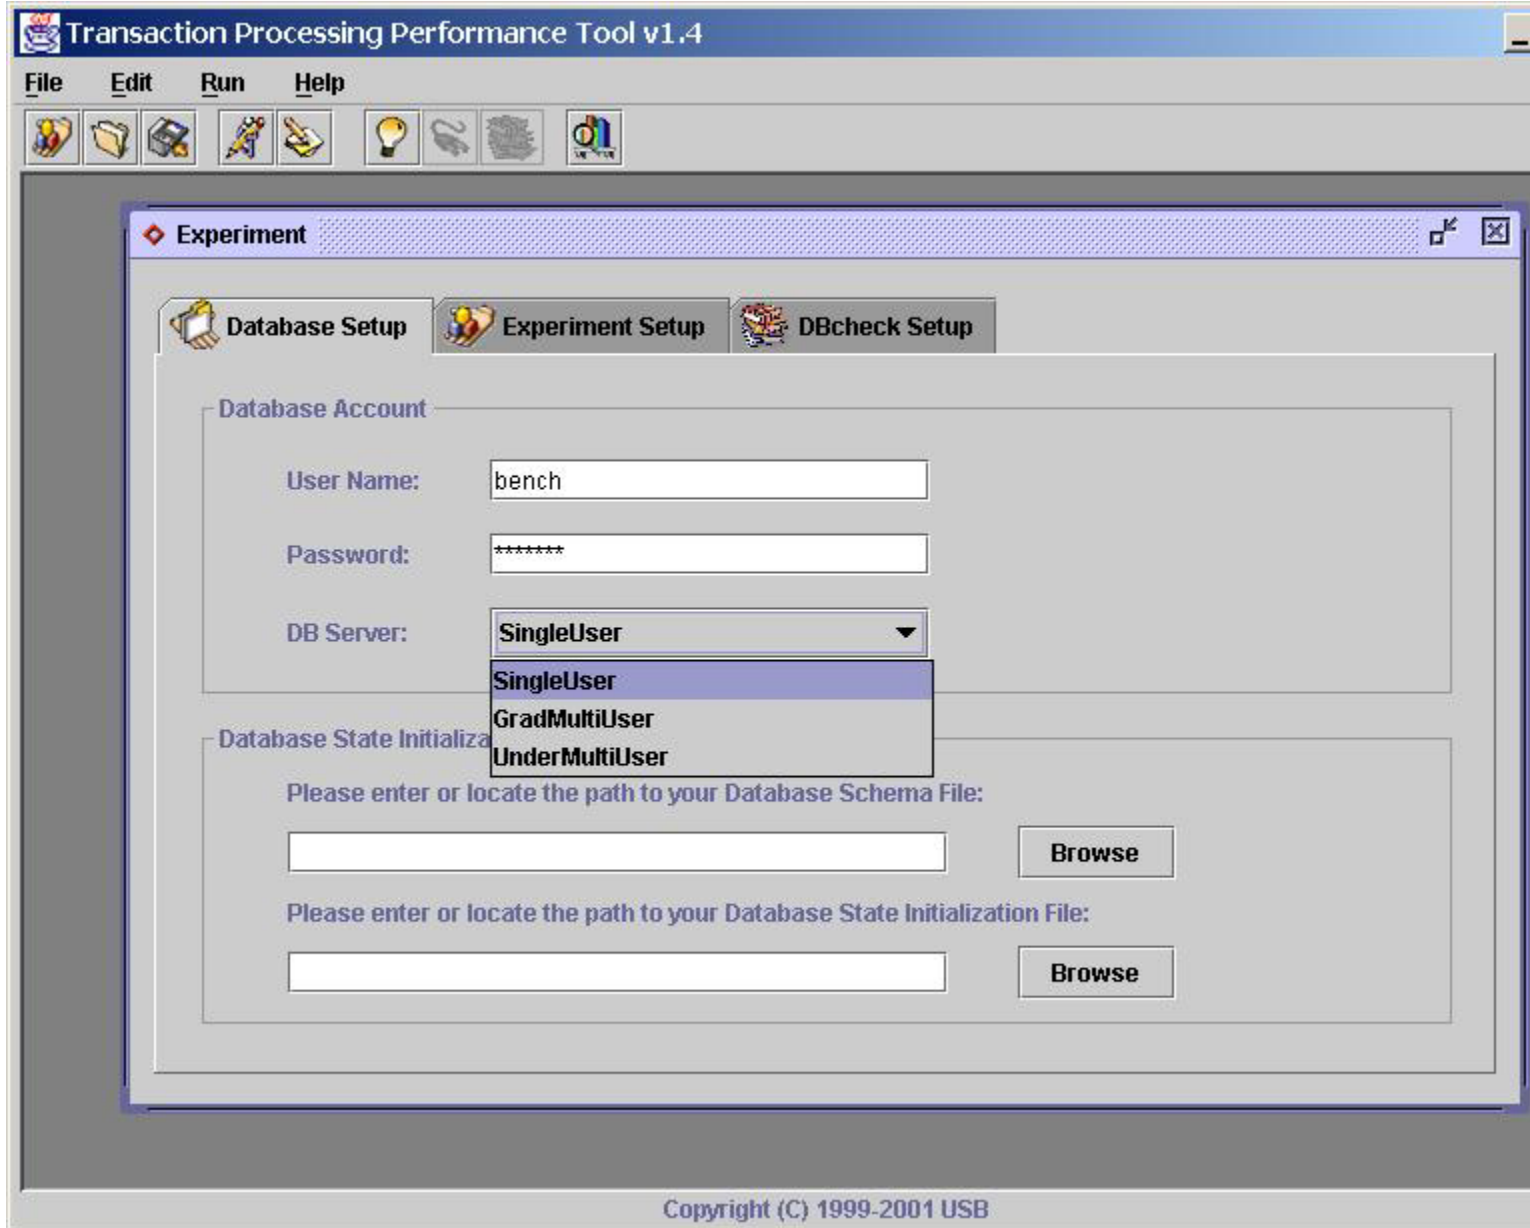 Transaction Processing Performance Tool v1.4
File Edit Run Help
Experiment
Database Setup Experiment Setup DBcheck Setup
Database Account
User Name: bench
Password: *******
DB Server: SingleUser
SingleUser
GradMultiUser
UnderMultiUser
Database State Initializa
Please enter or locate the path to your Database Schema File:
Browse
Please enter or locate the path to your Database State Initialization File:
Browse
Copyright (C) 1999-2001 USB